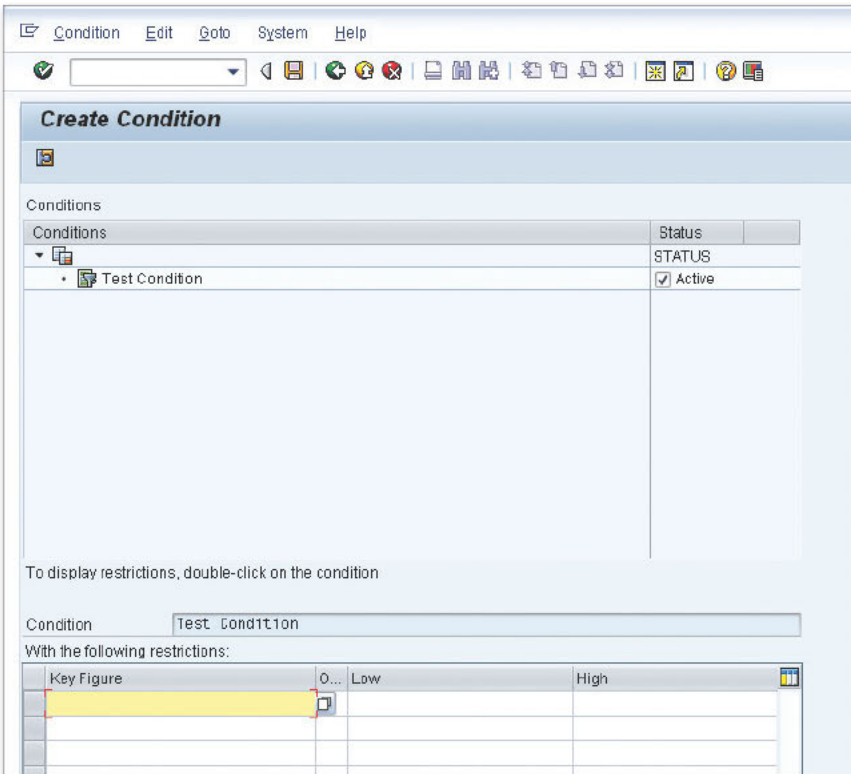 Condition Edit Goto System Help
Create Condition
Conditions
Conditions Status
STATUS
Test Condition Active
To display restrictions, double-click on the condition
Condition Test Condition
With the following restrictions:
Key Figure O... Low High